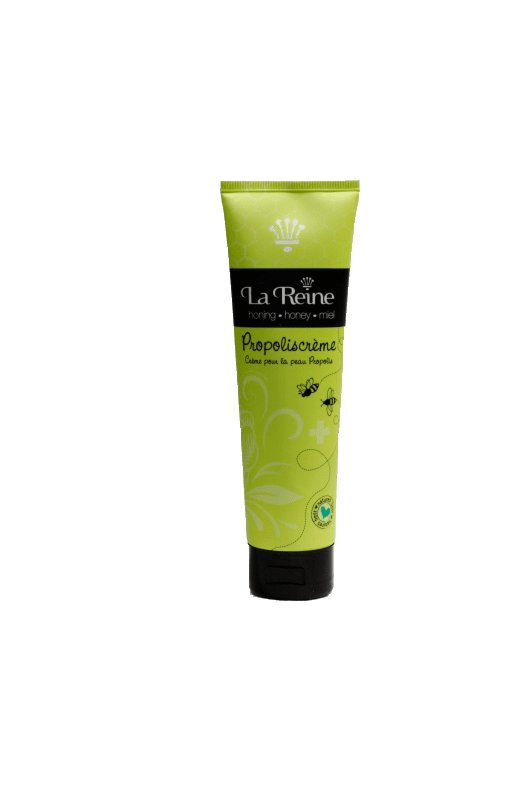 La Reine
honing • honey • miel
Propoliscrème
Crème pour la peau Propolis